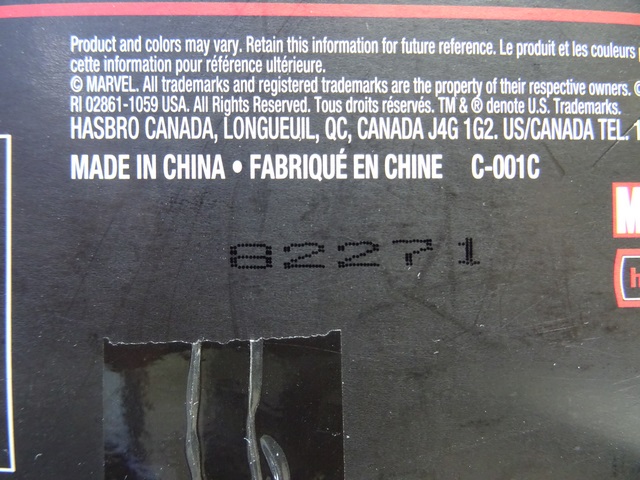 Product and colors may vary. Retain this information for future reference. Le produit et les couleurs
cette information pour référence ultérieure.
© MARVEL. All trademarks and registered trademarks are the property of their respective owners. ©
RI 02861-1059 USA. All Rights Reserved. Tous droits réservés. TM & ® denote U.S. Trademarks.
HASBRO CANADA, LONGUEUIL, QC, CANADA J4G 1G2. US/CANADA TEL. 1
MADE IN CHINA • FABRIQUÉ EN CHINE C-001C
M
h
82271